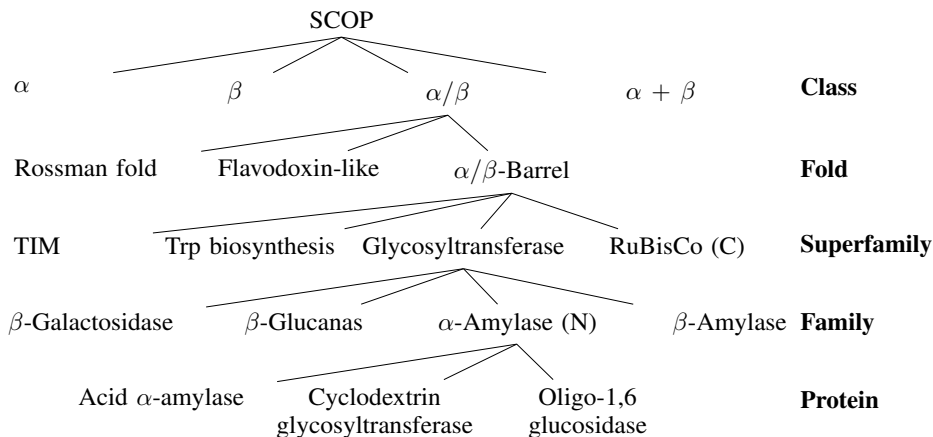 SCOP
α β α/β α + β Class
Rossman fold Flavodoxin-like α/β-Barrel Fold
TIM Trp biosynthesis Glycosyltransferase RuBisCo (C) Superfamily
β-Galactosidase β-Glucanas α-Amylase (N) β-Amylase Family
Acid α-amylase Cyclodextrin Oligo-1,6 Protein
glycosyltransferase glucosidase